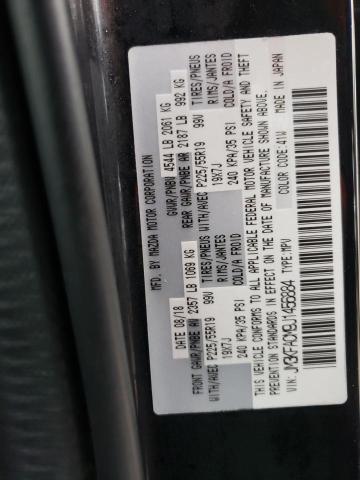 MFD. BY MAZDA MOTOR CORPORATION
DATE 08/18 GVWR/PNBV 4544 LB 2061 KG
FRONT GAWR/PNBE AV 2357 LB 1069 KG REAR GAWR/PNBE AR 2187 LB 992 KG
WITH/AVEC P225/55R19 99V TIRES/PNEUS WITH/AVEC P225/55R19 99V TIRES/PNEUS
19X7J RIMS/JANTES 19X7J RIMS/JANTES
240 KPA/35 PSI COLD/A FROID 240 KPA/35 PSI COLD/A FROID
THIS VEHICLE CONFORMS TO ALL APPLICABLE FEDERAL MOTOR VEHICLE SAFETY AND THEFT
PREVENTION STANDARDS IN EFFECT ON THE DATE OF MANUFACTURE SHOWN ABOVE.
VIN: JM3KFACM9J1456884 TYPE: MPV COLOR CODE: 41W MADE IN JAPAN